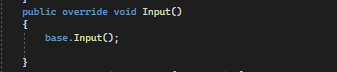 public override void Input()
{
base.Input();
}